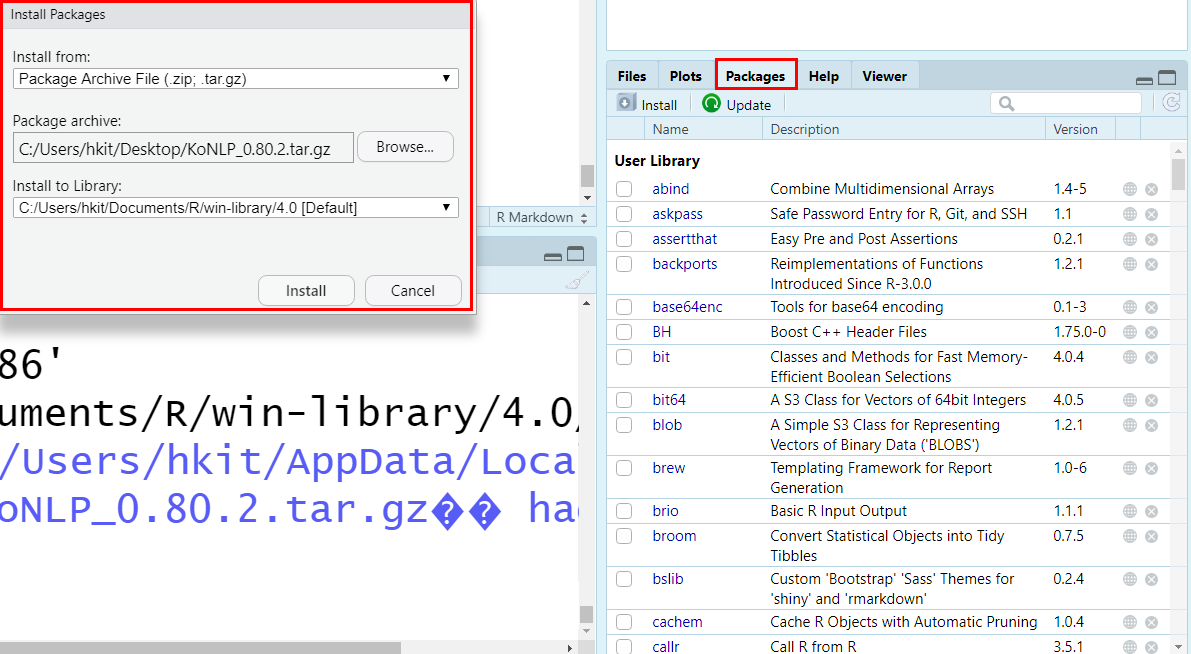 Install Packages
Install from:
Package Archive File (.zip; .tar.gz)
Package archive:
C:/Users/hkit/Desktop/KoNLP_0.80.2.tar.gz
Browse...
Install to Library:
C:/Users/hkit/Documents/R/win-library/4.0 [Default]
Install
Cancel
R Markdown
86'
uments/R/win-library/4.0/
/Users/hkit/AppData/Loca
oNLP_0.80.2.tar.gz�� had
Files Plots Packages Help Viewer
Install Update
Name Description Version
User Library
abind Combine Multidimensional Arrays 1.4-5
askpass Safe Password Entry for R, Git, and SSH 1.1
assertthat Easy Pre and Post Assertions 0.2.1
backports Reimplementations of Functions 1.2.1
Introduced Since R-3.0.0
base64enc Tools for base64 encoding 0.1-3
BH Boost C++ Header Files 1.75.0-0
bit Classes and Methods for Fast Memory- 4.0.4
Efficient Boolean Selections
bit64 A S3 Class for Vectors of 64bit Integers 4.0.5
blob A Simple S3 Class for Representing 1.2.1
Vectors of Binary Data ('BLOBS')
brew Templating Framework for Report 1.0-6
Generation
brio Basic R Input Output 1.1.1
broom Convert Statistical Objects into Tidy 0.7.5
Tibbles
bslib Custom 'Bootstrap' 'Sass' Themes for 0.2.4
'shiny' and 'rmarkdown'
cachem Cache R Objects with Automatic Pruning 1.0.4
callr Call R from R 3.5.1